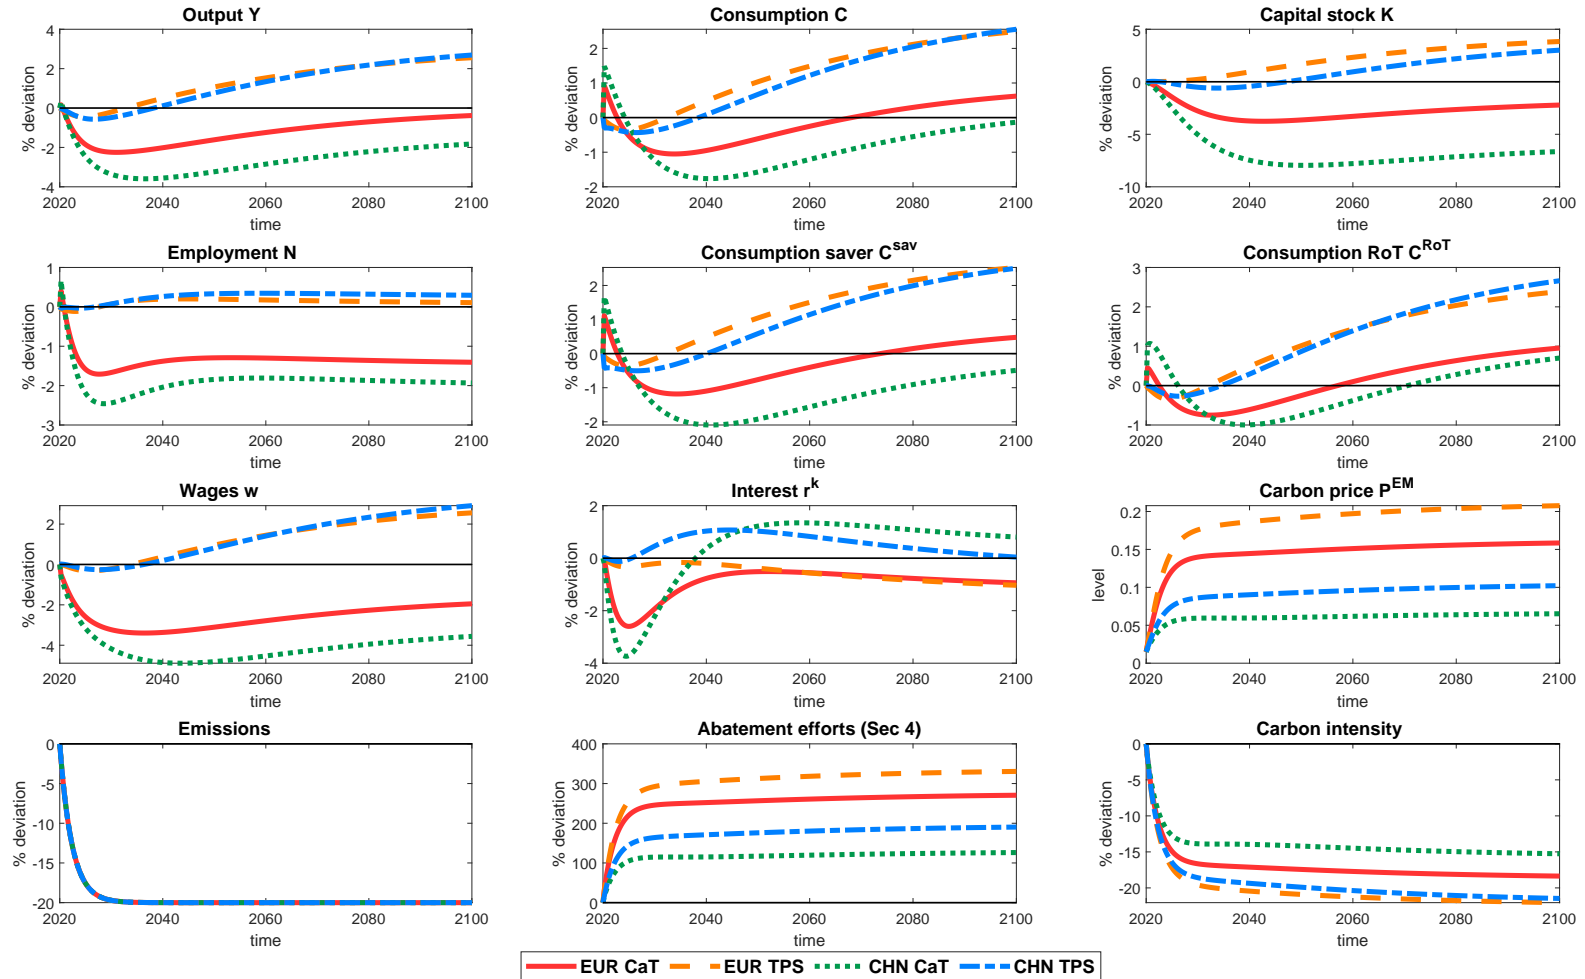 Output Y
Consumption C
Capital stock K
% deviation
4
2
0
-2
-4
2020 2040 2060 2080 2100
time
% deviation
2
1
0
-1
-2
2020 2040 2060 2080 2100
time
% deviation
5
0
-5
-10
2020 2040 2060 2080 2100
time
Employment N
Consumption saver C^sav
Consumption RoT C^RoT
% deviation
1
0
-1
-2
-3
2020 2040 2060 2080 2100
time
% deviation
2
1
0
-1
-2
2020 2040 2060 2080 2100
time
% deviation
3
2
1
0
-1
2020 2040 2060 2080 2100
time
Wages w
Interest r^k
Carbon price P^EM
% deviation
2
0
-2
-4
2020 2040 2060 2080 2100
time
% deviation
2
0
-2
-4
2020 2040 2060 2080 2100
time
level
0.2
0.15
0.1
0.05
0
2020 2040 2060 2080 2100
time
Emissions
Abatement efforts (Sec 4)
Carbon intensity
% deviation
0
-5
-10
-15
-20
2020 2040 2060 2080 2100
time
% deviation
400
300
200
100
0
2020 2040 2060 2080 2100
time
% deviation
0
-5
-10
-15
-20
2020 2040 2060 2080 2100
time
EUR CaT EUR TPS CHN CaT CHN TPS